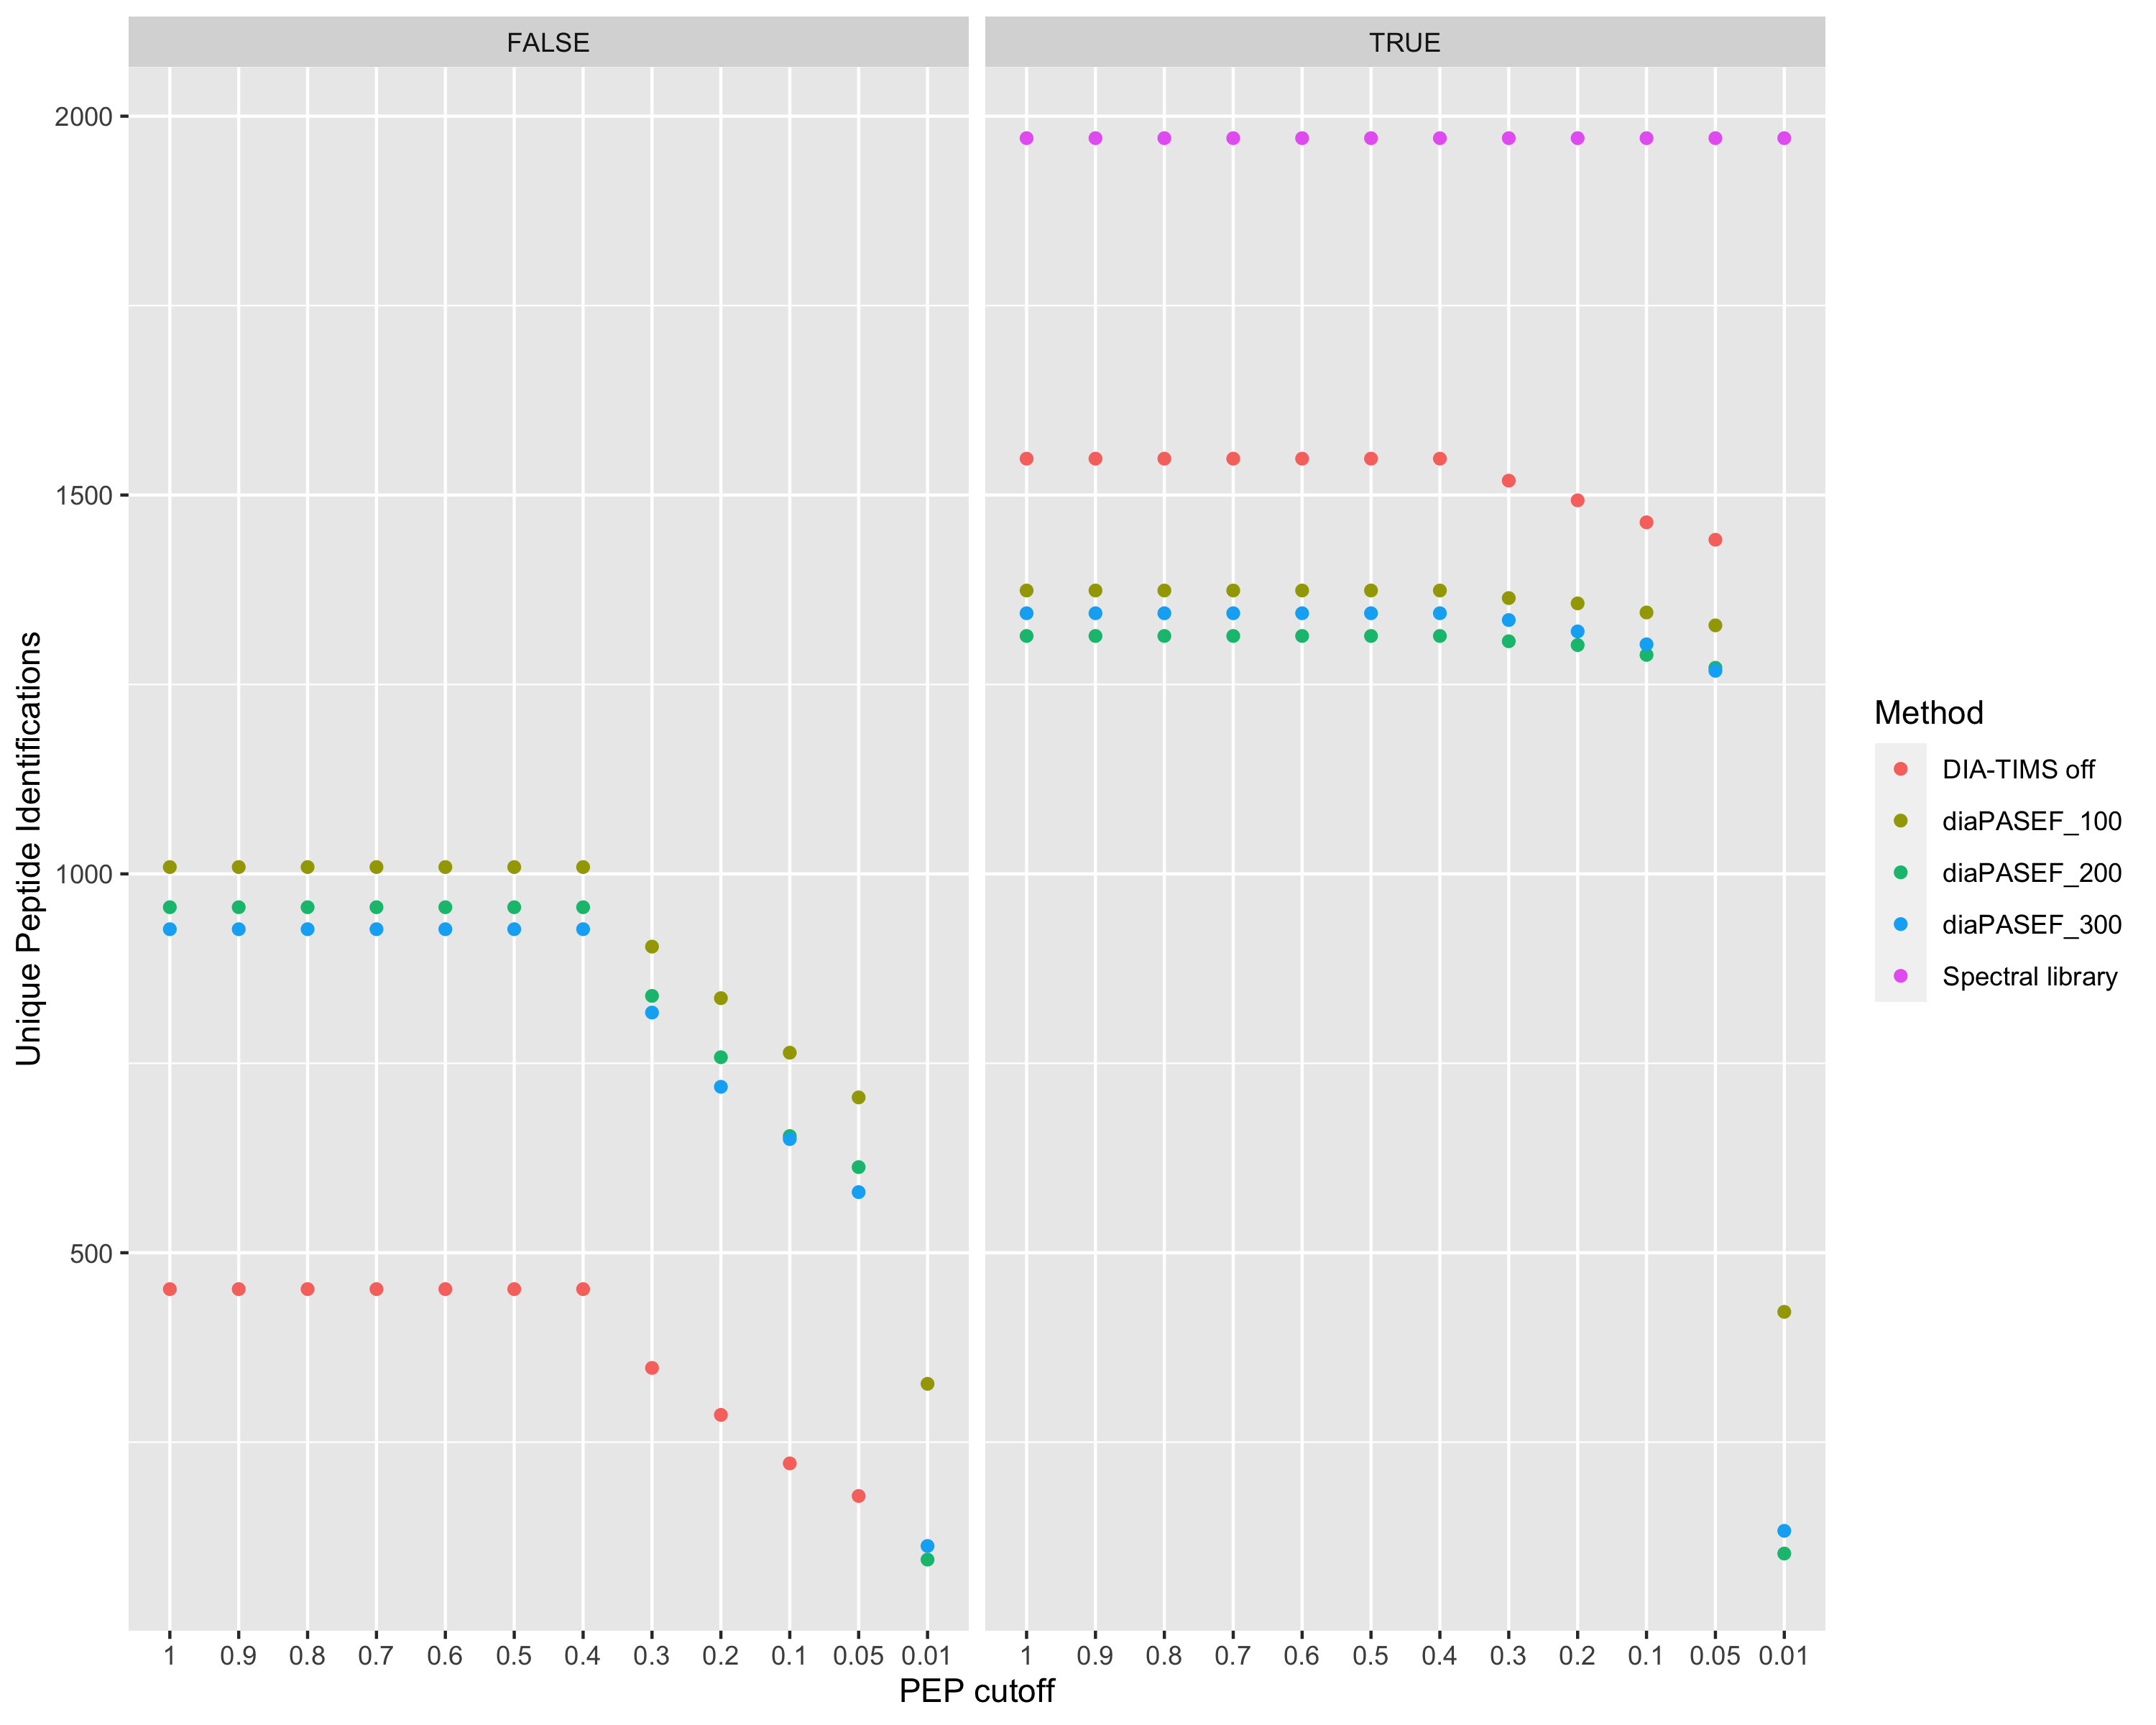 FALSE
TRUE
2000
1500
1000
500
Unique Peptide Identifications
1 0.9 0.8 0.7 0.6 0.5 0.4 0.3 0.2 0.1 0.05 0.01
1 0.9 0.8 0.7 0.6 0.5 0.4 0.3 0.2 0.1 0.05 0.01
PEP cutoff
Method
DIA-TIMS off
diaPASEF_100
diaPASEF_200
diaPASEF_300
Spectral library